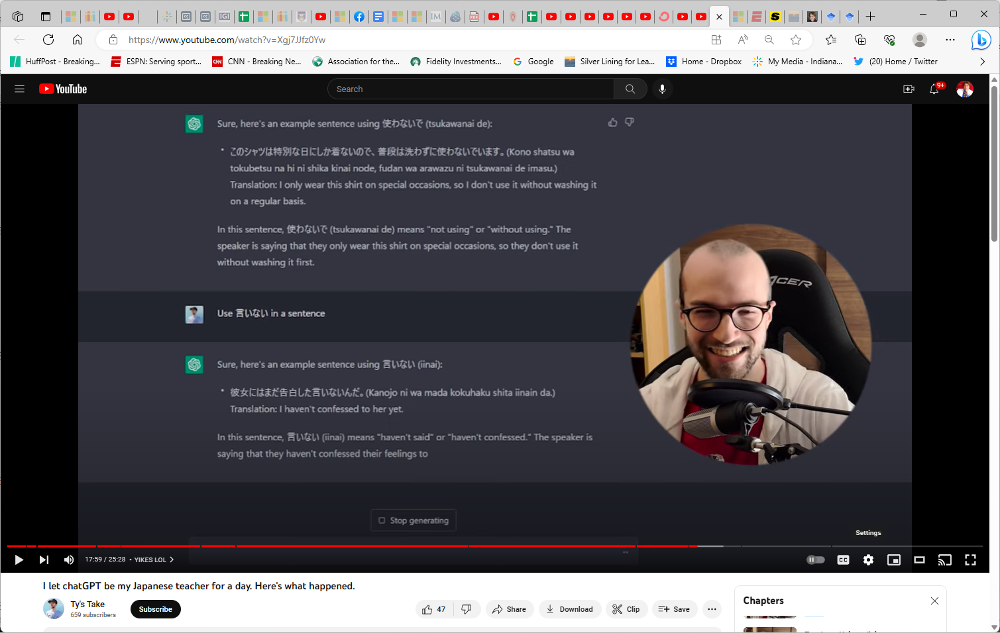 https://www.youtube.com/watch?v=Xgj7JJfz0Yw
HuffPost - Breaking...
ESPN: Serving sport...
CNN - Breaking Ne...
Association for the...
Fidelity Investments...
Google
Silver Lining for Lea...
Home - Dropbox
My Media - Indiana...
(20) Home / Twitter
YouTube
Search
9+
Sure, here's an example sentence using 使わないで (tsukawanai de):
• このシャツは特別な日にしか着ないので、普段は洗わずに使わないでいます。(Kono shatsu wa
tokubetsu na hi ni shika kinai node, fudan wa arawazu ni tsukawanai de imasu.)
Translation: I only wear this shirt on special occasions, so I don't use it without washing it
on a regular basis.
In this sentence, 使わないで (tsukawanai de) means "not using" or "without using." The
speaker is saying that they only wear this shirt on special occasions, so they don't use it
without washing it first.
Use 言いない in a sentence
Sure, here's an example sentence using 言いない (iinai):
• 彼女にはまだ告白した言いないんだ。(Kanojo ni wa mada kokuhaku shita iinain da.)
Translation: I haven't confessed to her yet.
In this sentence, 言いない (iinai) means "haven't said" or "haven't confessed." The speaker is
saying that they haven't confessed their feelings to
Stop generating
Settings
17:59 / 25:28 • YIKES LOL
CC
I let chatGPT be my Japanese teacher for a day. Here's what happened.
Ty's Take
659 subscribers
Subscribe
47
Share
Download
Clip
Save
Chapters